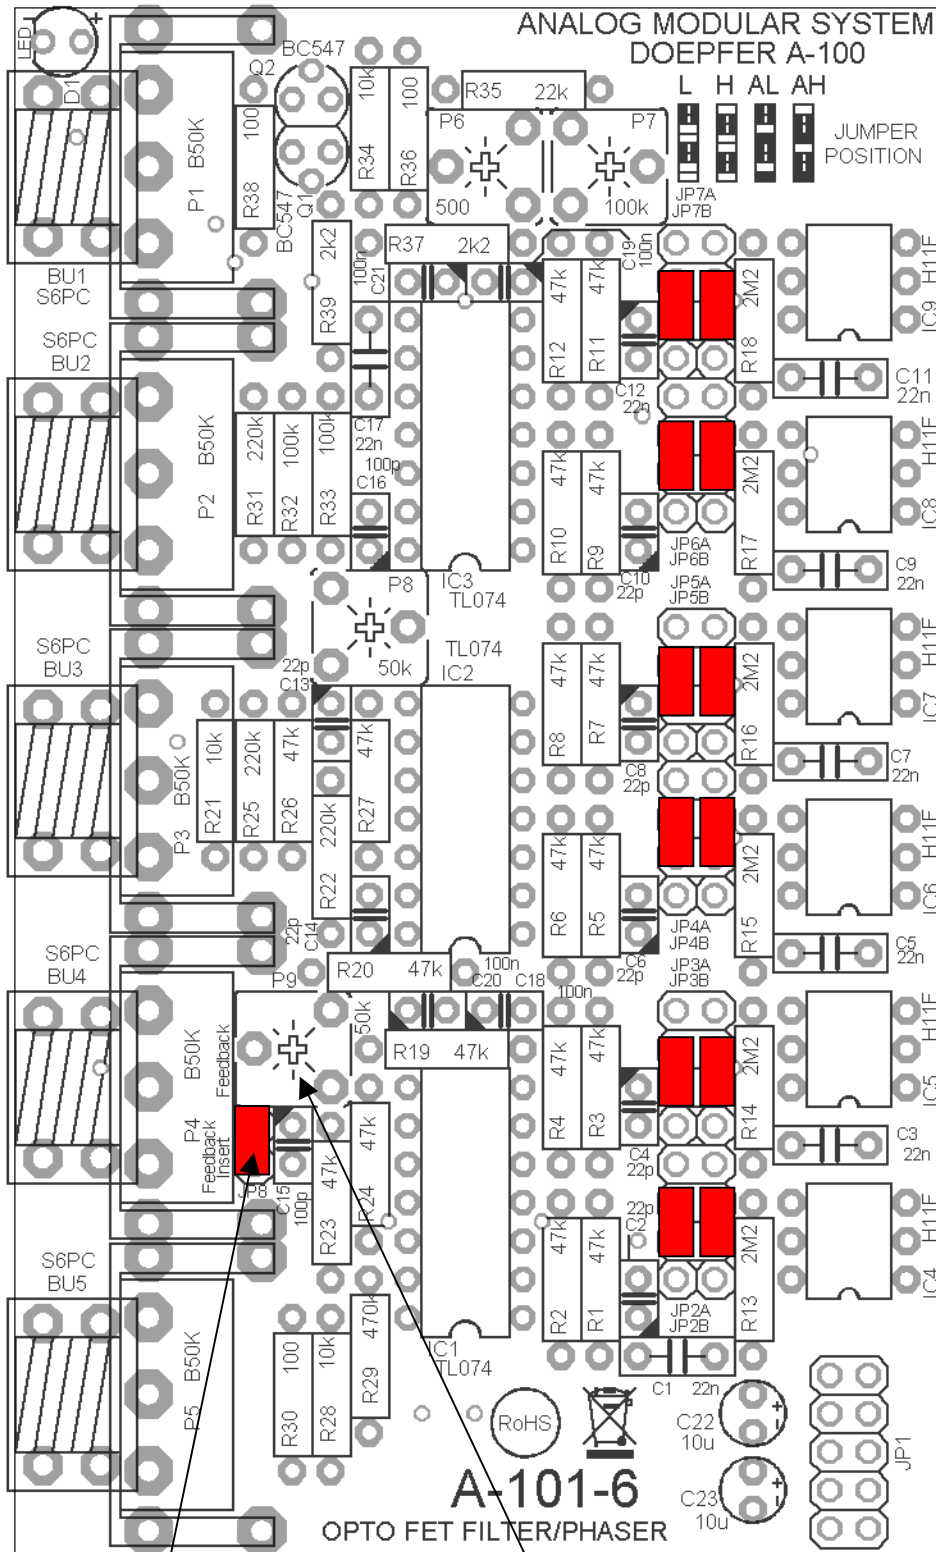 ANALOG MODULAR SYSTEM
DOEPFER A-100
L H AL AH
JUMPER
POSITION
LED
+
D1
BC547
Q2
BC547
Q1
P1
B50K
100
R38
10k
R34
100
R36
R35 22k
P6
500
P7
100k
JP7A
JP7B
BU1
S6PC
2k2
R39
100n
C21
R37 2k2
C19
100n
47k
R12
47k
R11
C12
22n
2M2
R18
H11F
IC9
C11
22n
S6PC
BU2
P2
B50K
220k
R31
100k
R32
100k
R33
C17
22n
100p
C16
IC3
TL074
47k
R10
47k
R9
C10
22p
JP6A
JP6B
2M2
R17
H11F
IC8
C9
22n
JP5A
JP5B
P8
50k
TL074
IC2
S6PC
BU3
P3
B50K
10k
R21
220k
R25
47k
R26
22p
C13
220k
R22
47k
R27
47k
R8
47k
R7
C8
22p
2M2
R16
H11F
IC7
C7
22n
47k
R6
47k
R5
C6
22p
JP4A
JP4B
2M2
R15
H11F
IC6
C5
22n
JP3A
JP3B
22p
C14
R20 47k
100n
C20
C18
100n
S6PC
BU4
P4
B50K
Feedback
Feedback
Insert
P9
50k
JP8
C15
100p
R19 47k
47k
R23
47k
R24
47k
R4
47k
R3
C4
22p
2M2
R14
H11F
IC5
C3
22n
22p
C2
47k
R2
47k
R1
JP2A
JP2B
2M2
R13
H11F
IC4
S6PC
BU5
P5
B50K
100
R30
10k
R28
470k
R29
IC1
TL074
C1 22n
RoHS
C22
10u
+
-
C23
10u
+
-
JP1
A-101-6
OPTO FET FILTER/PHASER